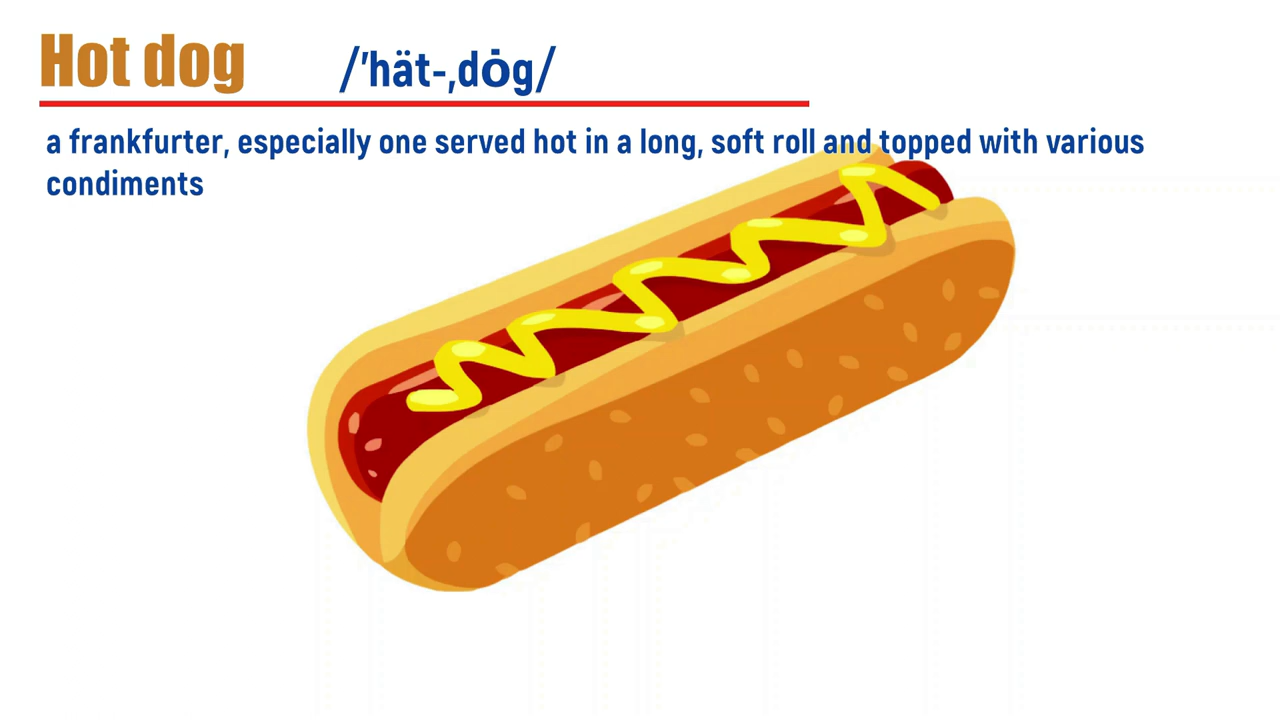 Hot dog /ˈhät-ˌdȯg/
a frankfurter, especially one served hot in a long, soft roll and topped with various
condiments